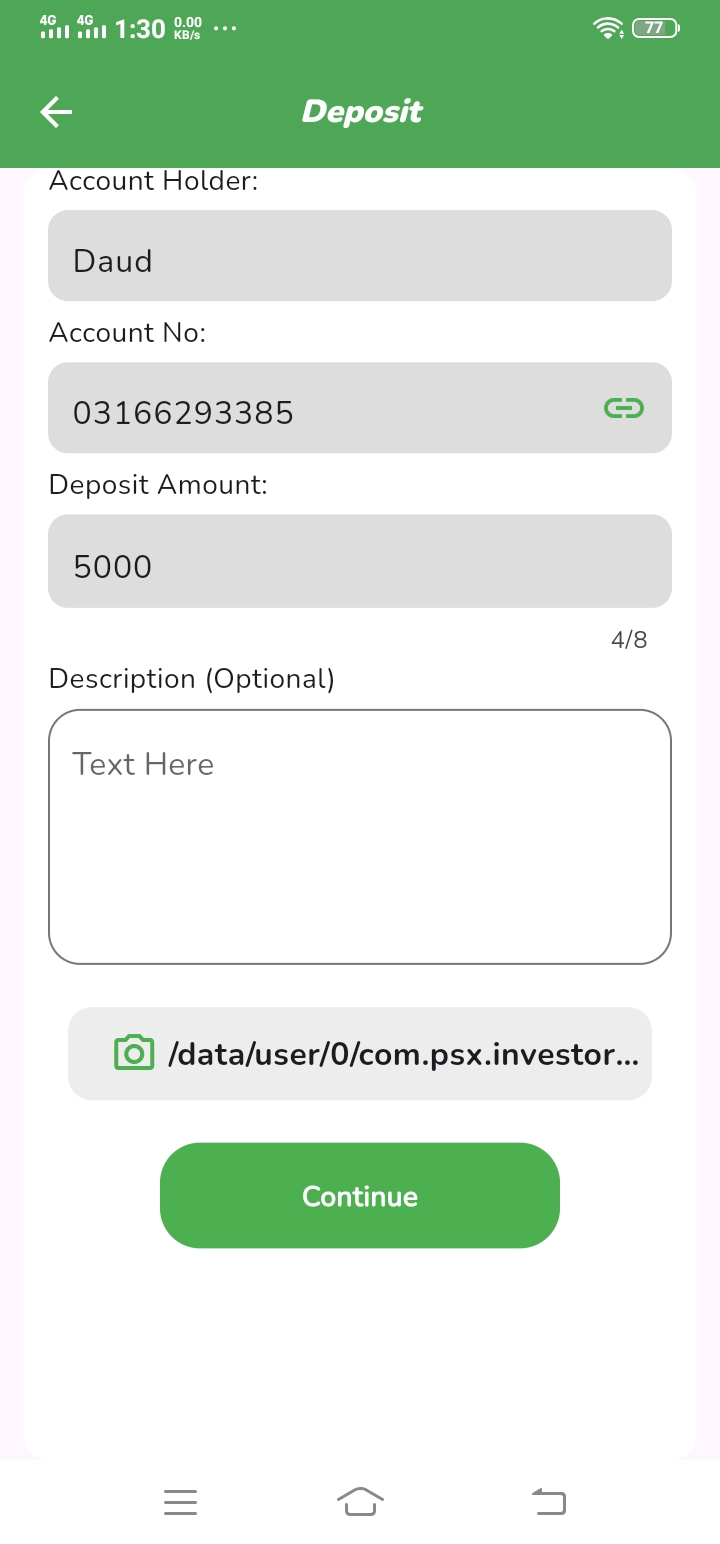 4G 4G 1:30 0.00 KB/s ... 77
Deposit
Account Holder:
Daud
Account No:
03166293385
Deposit Amount:
5000
4/8
Description (Optional)
Text Here
/data/user/0/com.psx.investor...
Continue